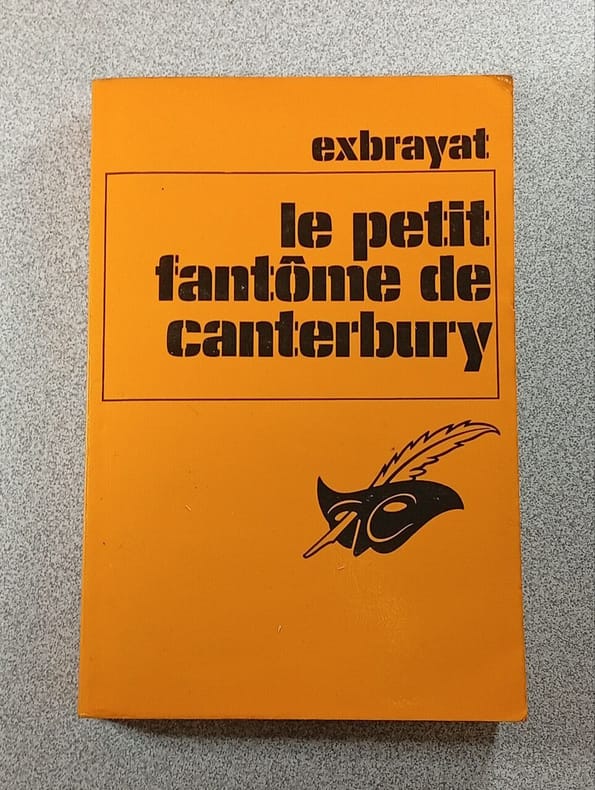 exbrayat
le petit
fantôme de
canterbury